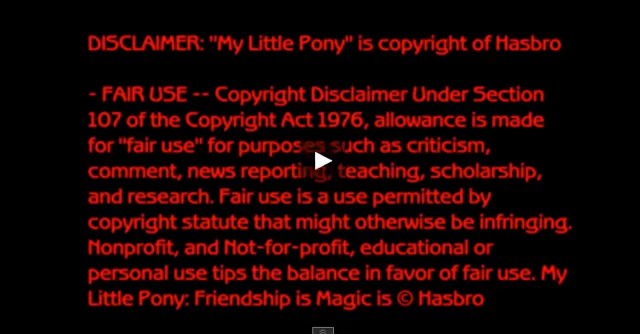 DISCLAIMER: "My Little Pony" is copyright of Hasbro
- FAIR USE -- Copyright Disclaimer Under Section
107 of the Copyright Act 1976, allowance is made
for "fair use" for purposes such as criticism,
comment, news reporting, teaching, scholarship,
and research. Fair use is a use permitted by
copyright statute that might otherwise be infringing.
Nonprofit, and Not-for-profit, educational or
personal use tips the balance in favor of fair use. My
Little Pony: Friendship is Magic is © Hasbro